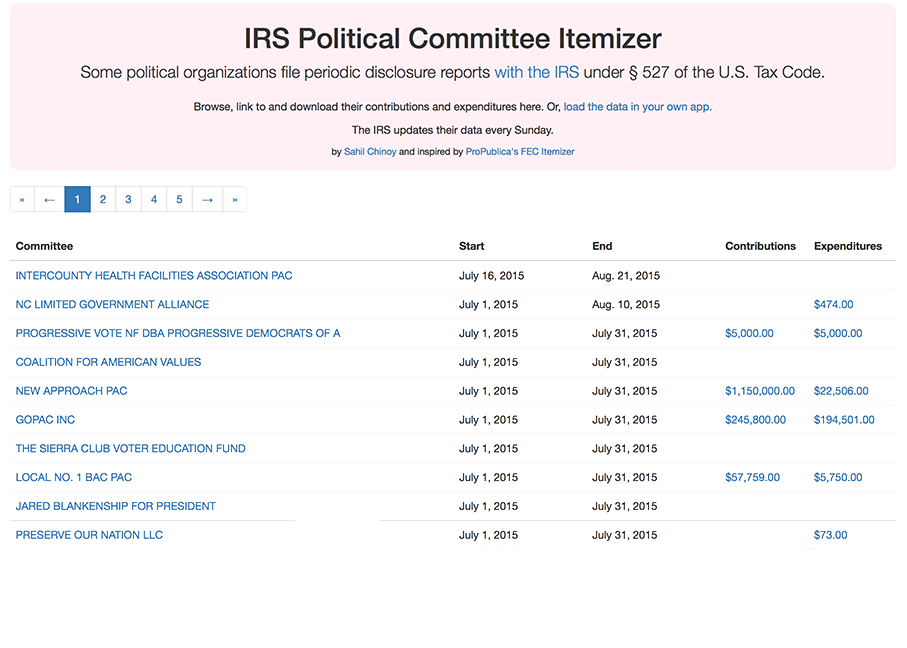 IRS Political Committee Itemizer
Some political organizations file periodic disclosure reports with the IRS under § 527 of the U.S. Tax Code.
Browse, link to and download their contributions and expenditures here. Or, load the data in your own app.
The IRS updates their data every Sunday.
by Sahil Chinoy and inspired by ProPublica's FEC Itemizer
« ← 1 2 3 4 5 → »
Committee Start End Contributions Expenditures
INTERCOUNTY HEALTH FACILITIES ASSOCIATION PAC July 16, 2015 Aug. 21, 2015
NC LIMITED GOVERNMENT ALLIANCE July 1, 2015 Aug. 10, 2015 $474.00
PROGRESSIVE VOTE NF DBA PROGRESSIVE DEMOCRATS OF A July 1, 2015 July 31, 2015 $5,000.00 $5,000.00
COALITION FOR AMERICAN VALUES July 1, 2015 July 31, 2015
NEW APPROACH PAC July 1, 2015 July 31, 2015 $1,150,000.00 $22,506.00
GOPAC INC July 1, 2015 July 31, 2015 $245,800.00 $194,501.00
THE SIERRA CLUB VOTER EDUCATION FUND July 1, 2015 July 31, 2015
LOCAL NO. 1 BAC PAC July 1, 2015 July 31, 2015 $57,759.00 $5,750.00
JARED BLANKENSHIP FOR PRESIDENT July 1, 2015 July 31, 2015
PRESERVE OUR NATION LLC July 1, 2015 July 31, 2015 $73.00